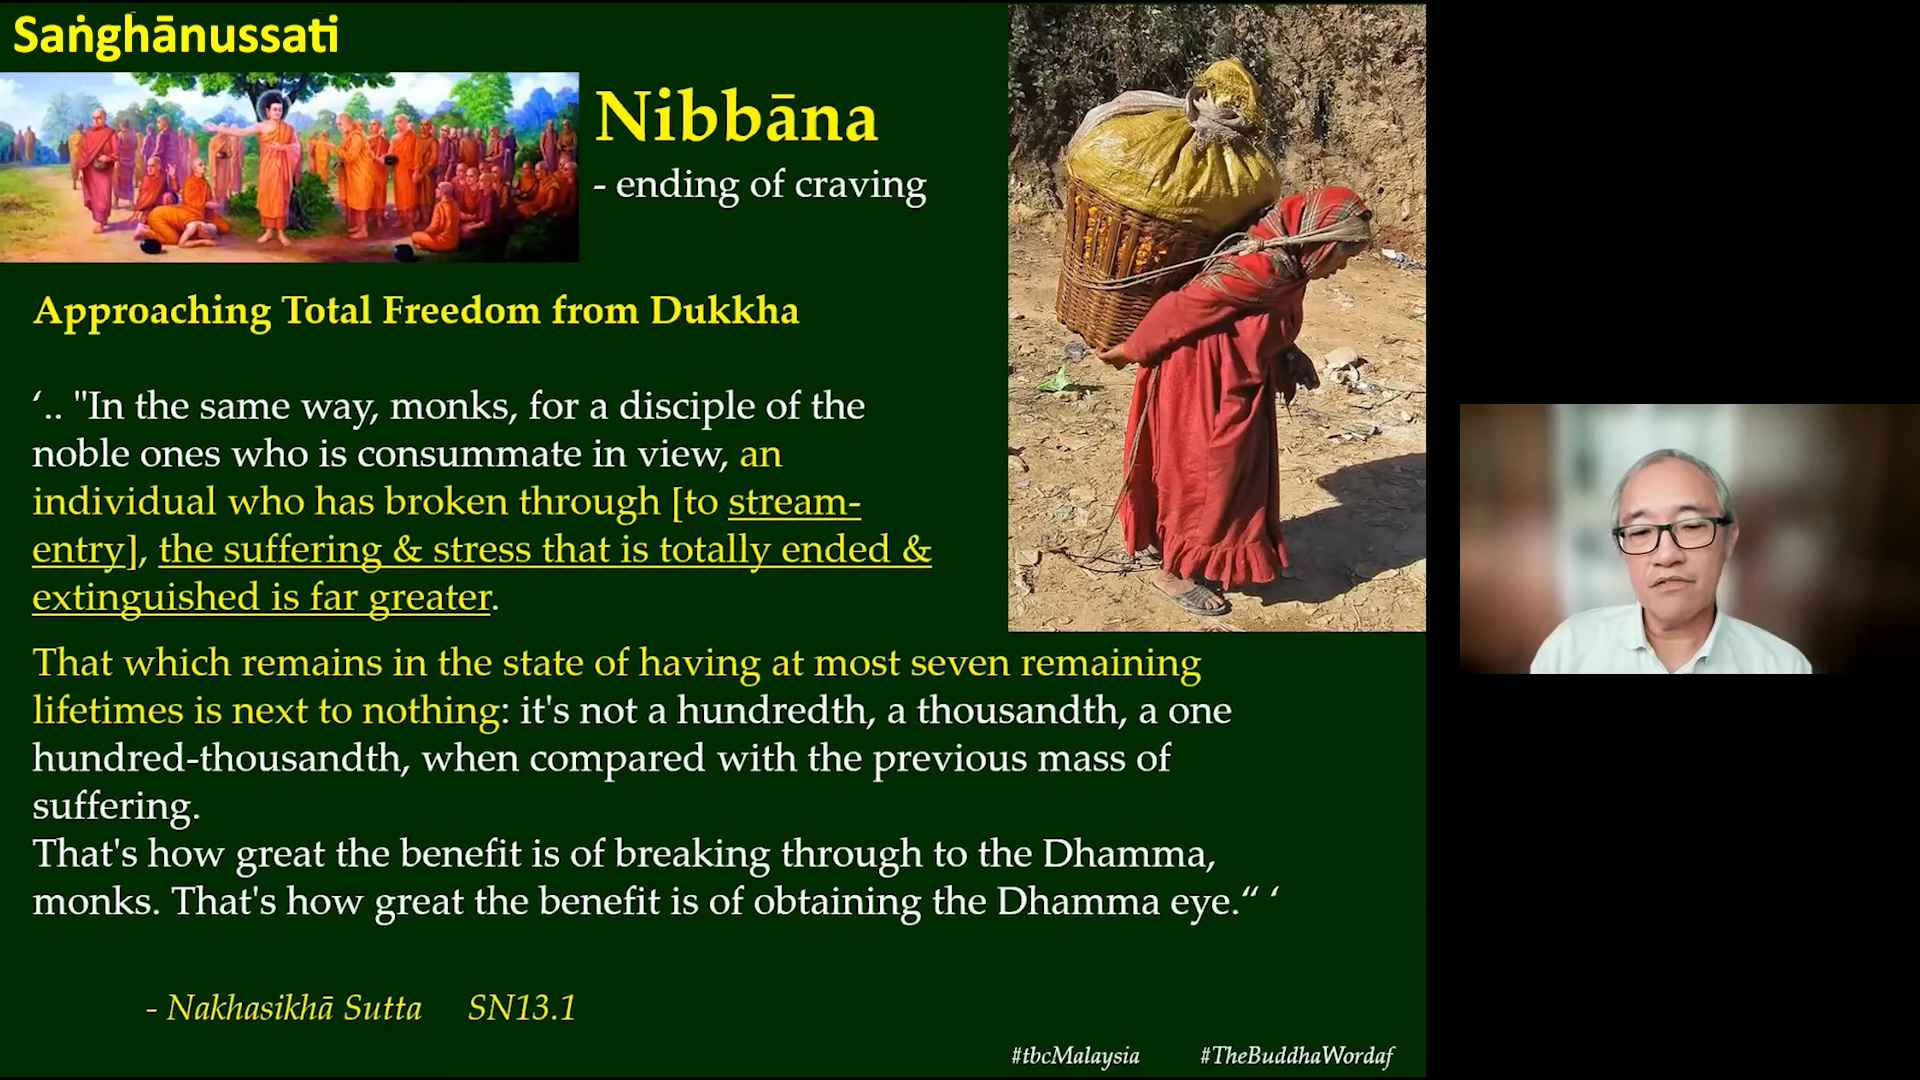 Saṅghānussati
Nibbāna
- ending of craving
Approaching Total Freedom from Dukkha
‘.. "In the same way, monks, for a disciple of the
noble ones who is consummate in view, an
individual who has broken through [to stream-
entry], the suffering & stress that is totally ended &
extinguished is far greater.
That which remains in the state of having at most seven remaining
lifetimes is next to nothing: it's not a hundredth, a thousandth, a one
hundred-thousandth, when compared with the previous mass of
suffering.
That's how great the benefit is of breaking through to the Dhamma,
monks. That's how great the benefit is of obtaining the Dhamma eye.“ ‘
- Nakhasikhā Sutta SN13.1
#tbcMalaysia #TheBuddhaWordaf